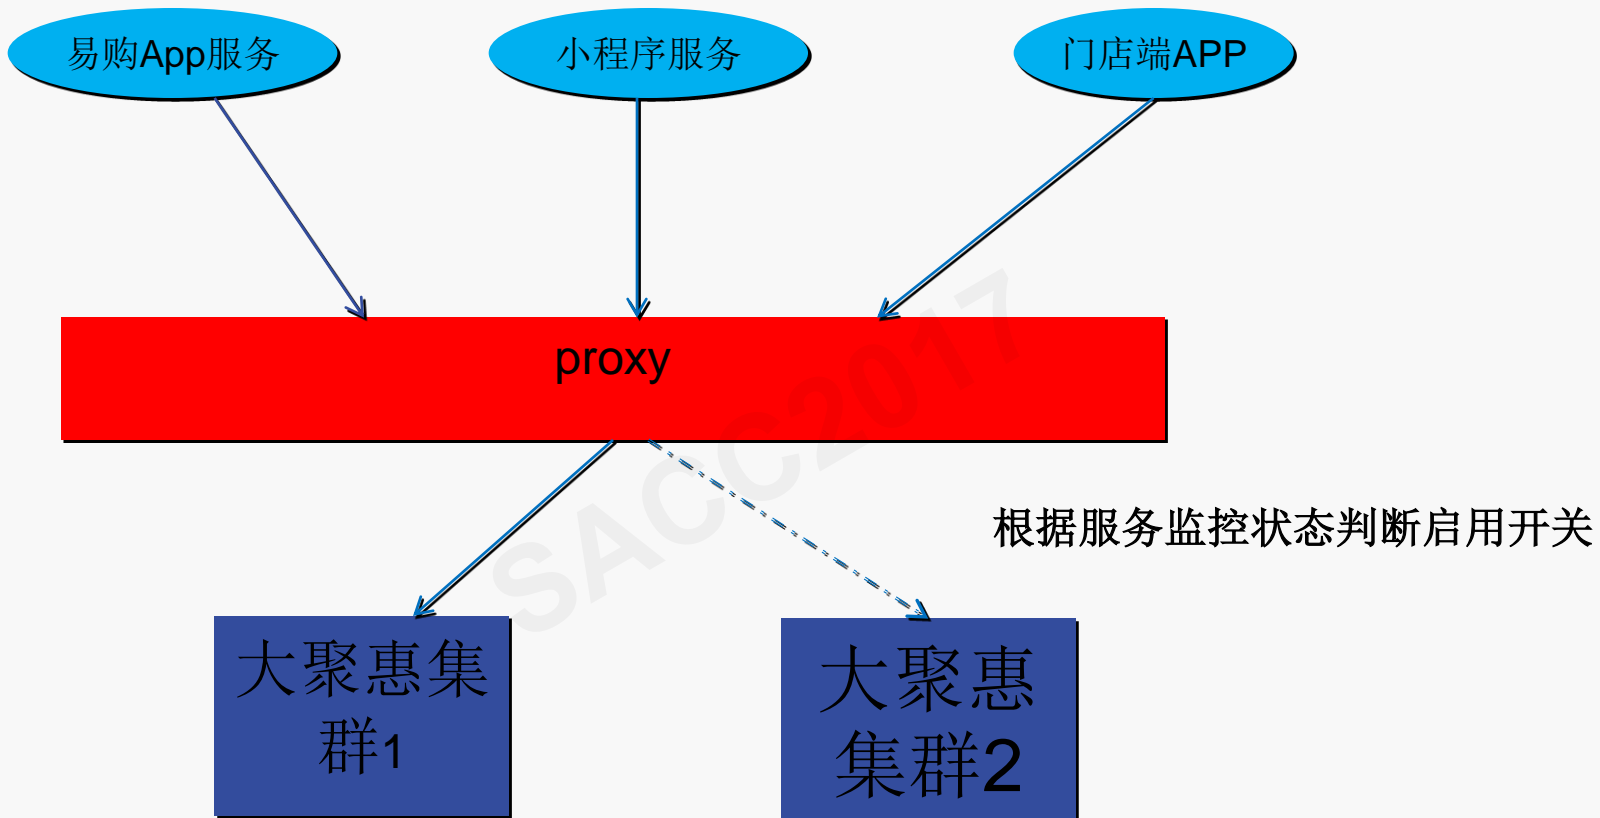 易购App服务
小程序服务
门店端APP
proxy
SACC2017
根据服务监控状态判断启用开关
大聚惠集
群1
大聚惠
集群2